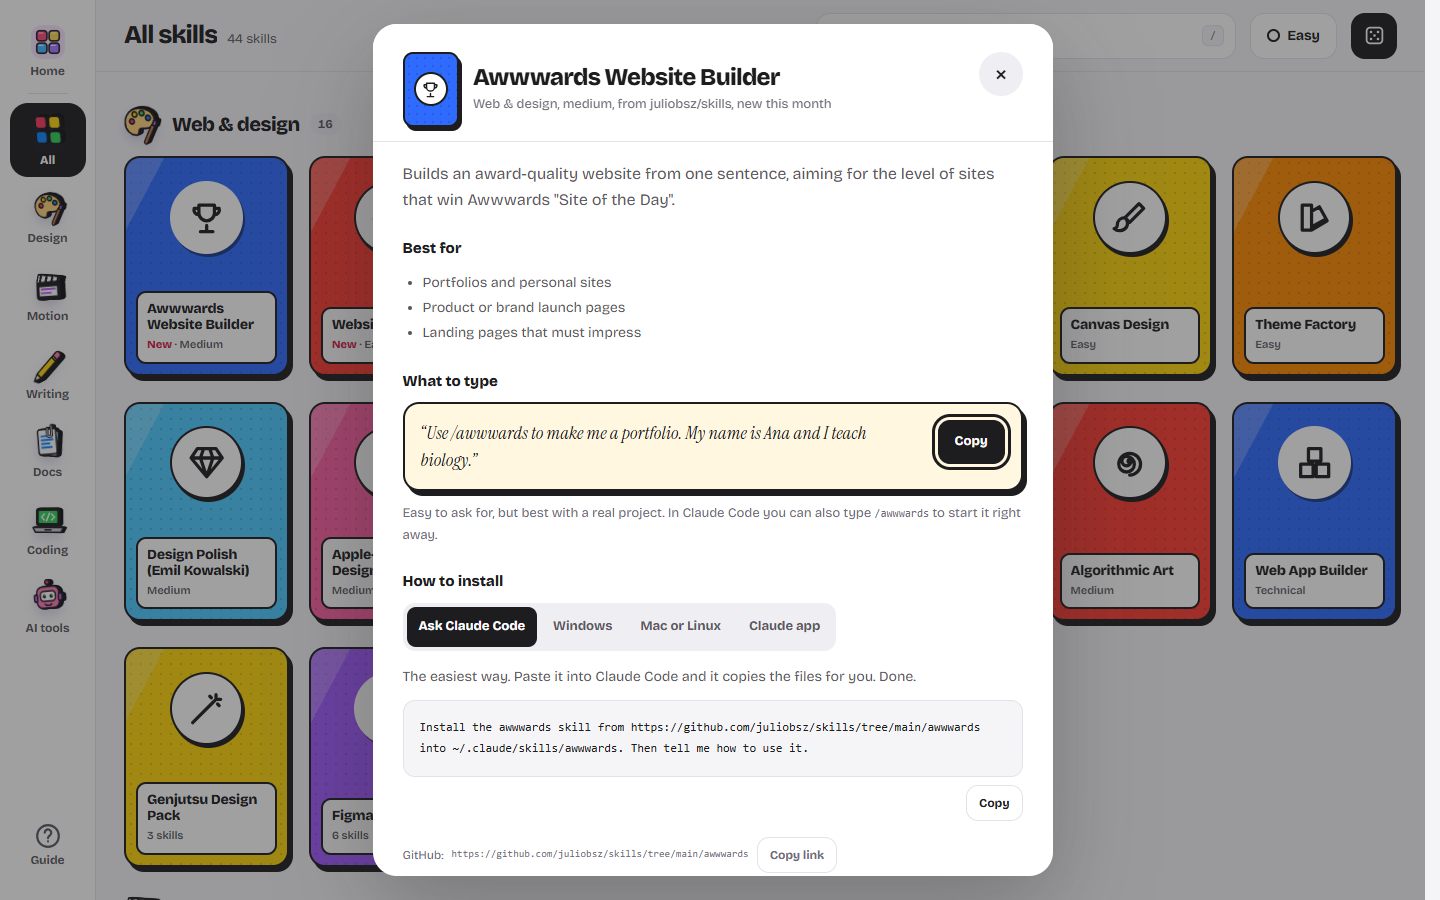 All skills 44 skills
/
Easy
Home
All
Design
Motion
Writing
Docs
Coding
AI tools
Guide
Web & design 16
Awwwards
Website Builder
New · Medium
Websi
New · Ea
Canvas Design
Easy
Theme Factory
Easy
Design Polish
(Emil Kowalski)
Medium
Apple-
Design
Medium
Algorithmic Art
Medium
Web App Builder
Technical
Genjutsu Design
Pack
3 skills
Figma
6 skills
Awwwards Website Builder
Web & design, medium, from juliobsz/skills, new this month
Builds an award-quality website from one sentence, aiming for the level of sites
that win Awwwards "Site of the Day".
Best for
• Portfolios and personal sites
• Product or brand launch pages
• Landing pages that must impress
What to type
“Use /awwwards to make me a portfolio. My name is Ana and I teach
biology.”
Copy
Easy to ask for, but best with a real project. In Claude Code you can also type /awwwards to start it right
away.
How to install
Ask Claude Code Windows Mac or Linux Claude app
The easiest way. Paste it into Claude Code and it copies the files for you. Done.
Install the awwwards skill from https://github.com/juliobsz/skills/tree/main/awwwards
into ~/.claude/skills/awwwards. Then tell me how to use it.
Copy
GitHub: https://github.com/juliobsz/skills/tree/main/awwwards Copy link